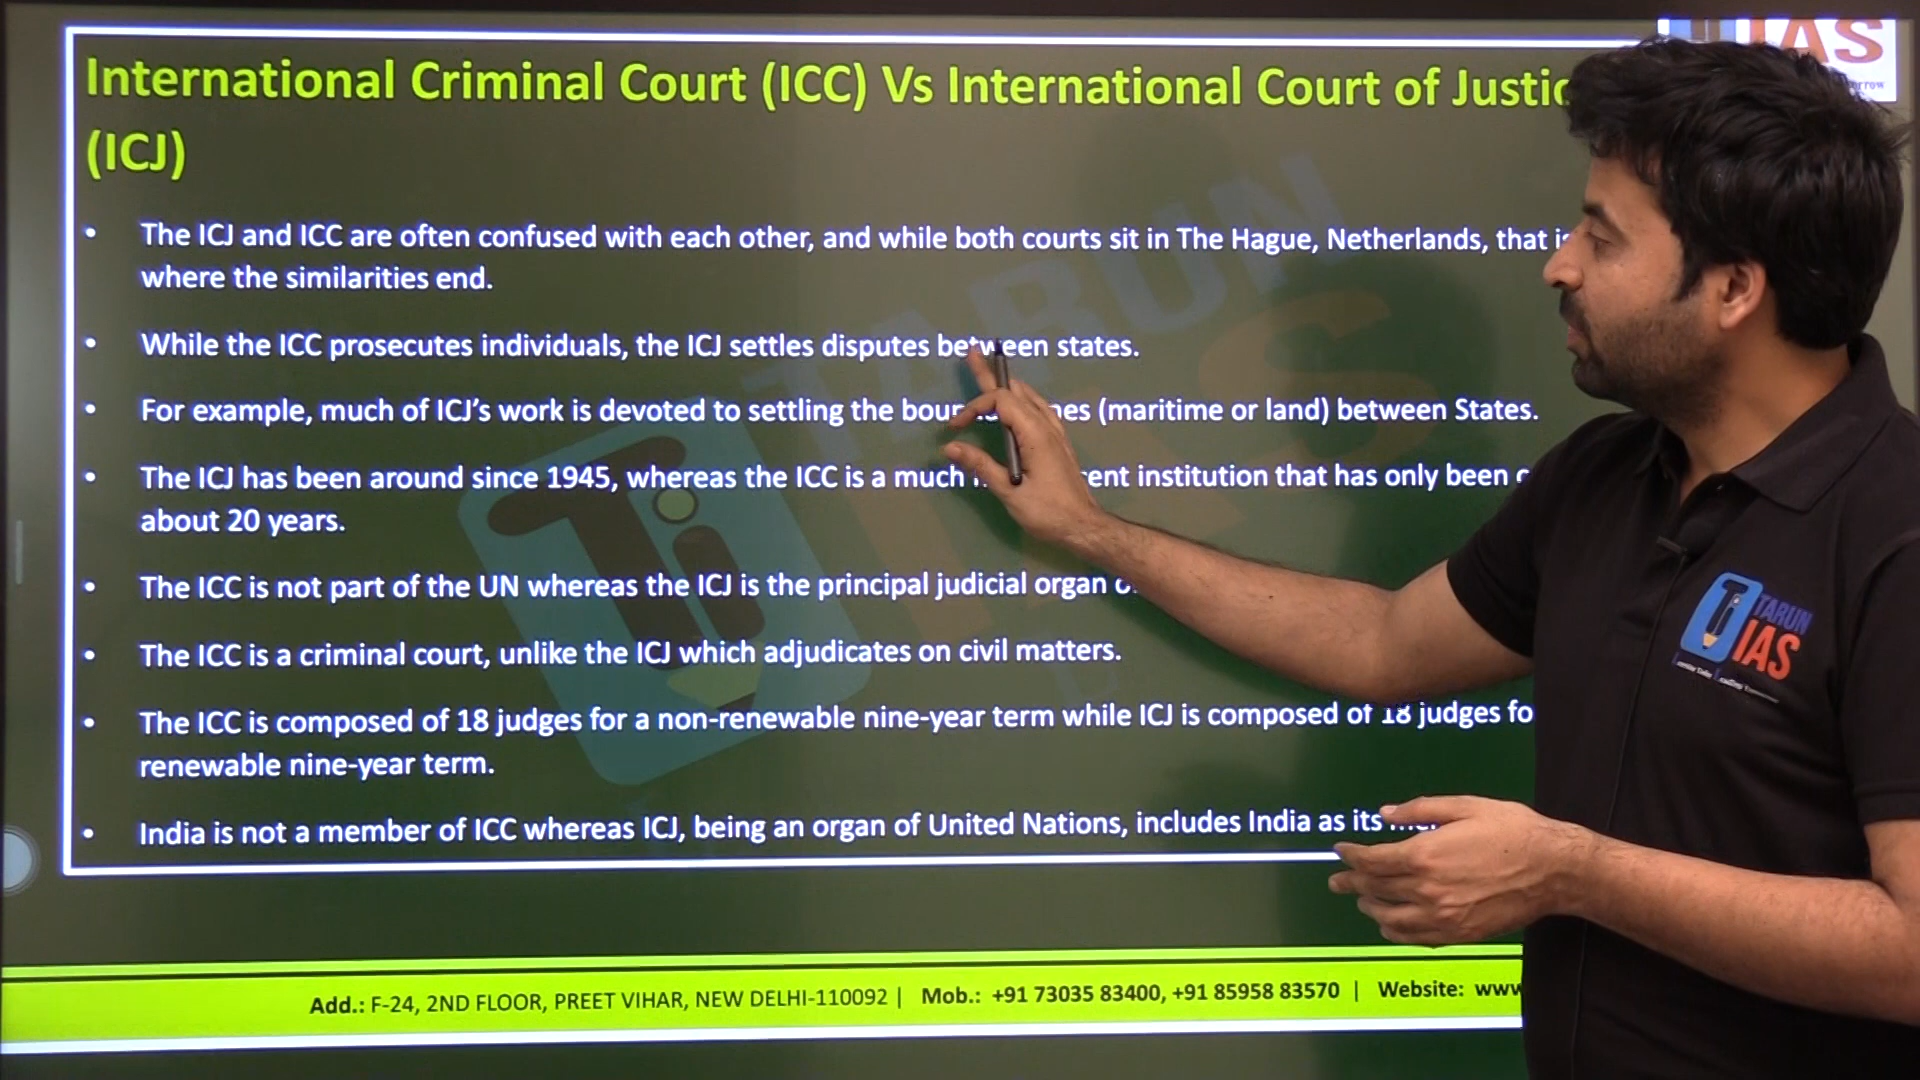 International Criminal Court (ICC) Vs International Court of Justic
(ICJ)
• The ICJ and ICC are often confused with each other, and while both courts sit in The Hague, Netherlands, that is
where the similarities end.
• While the ICC prosecutes individuals, the ICJ settles disputes between states.
• For example, much of ICJ's work is devoted to settling the (maritime or land) between States.
• The ICJ has been around since 1945, whereas the ICC is a much institution that has only been
about 20 years.
• The ICC is not part of the UN whereas the ICJ is the principal judicial organ
• The ICC is a criminal court, unlike the ICJ which adjudicates on civil matters.
• The ICC is composed of 18 judges for a non-renewable nine-year term while ICJ is composed of 18 judges fo
renewable nine-year term.
• India is not a member of ICC whereas ICJ, being an organ of United Nations, includes India as its
Add.: F-24, 2ND FLOOR, PREET VIHAR, NEW DELHI-110092 | Mob.: +91 73035 83400, +91 85958 83570 | Website: www
IAS
TARUN
IAS
Ti
TARUN
IAS